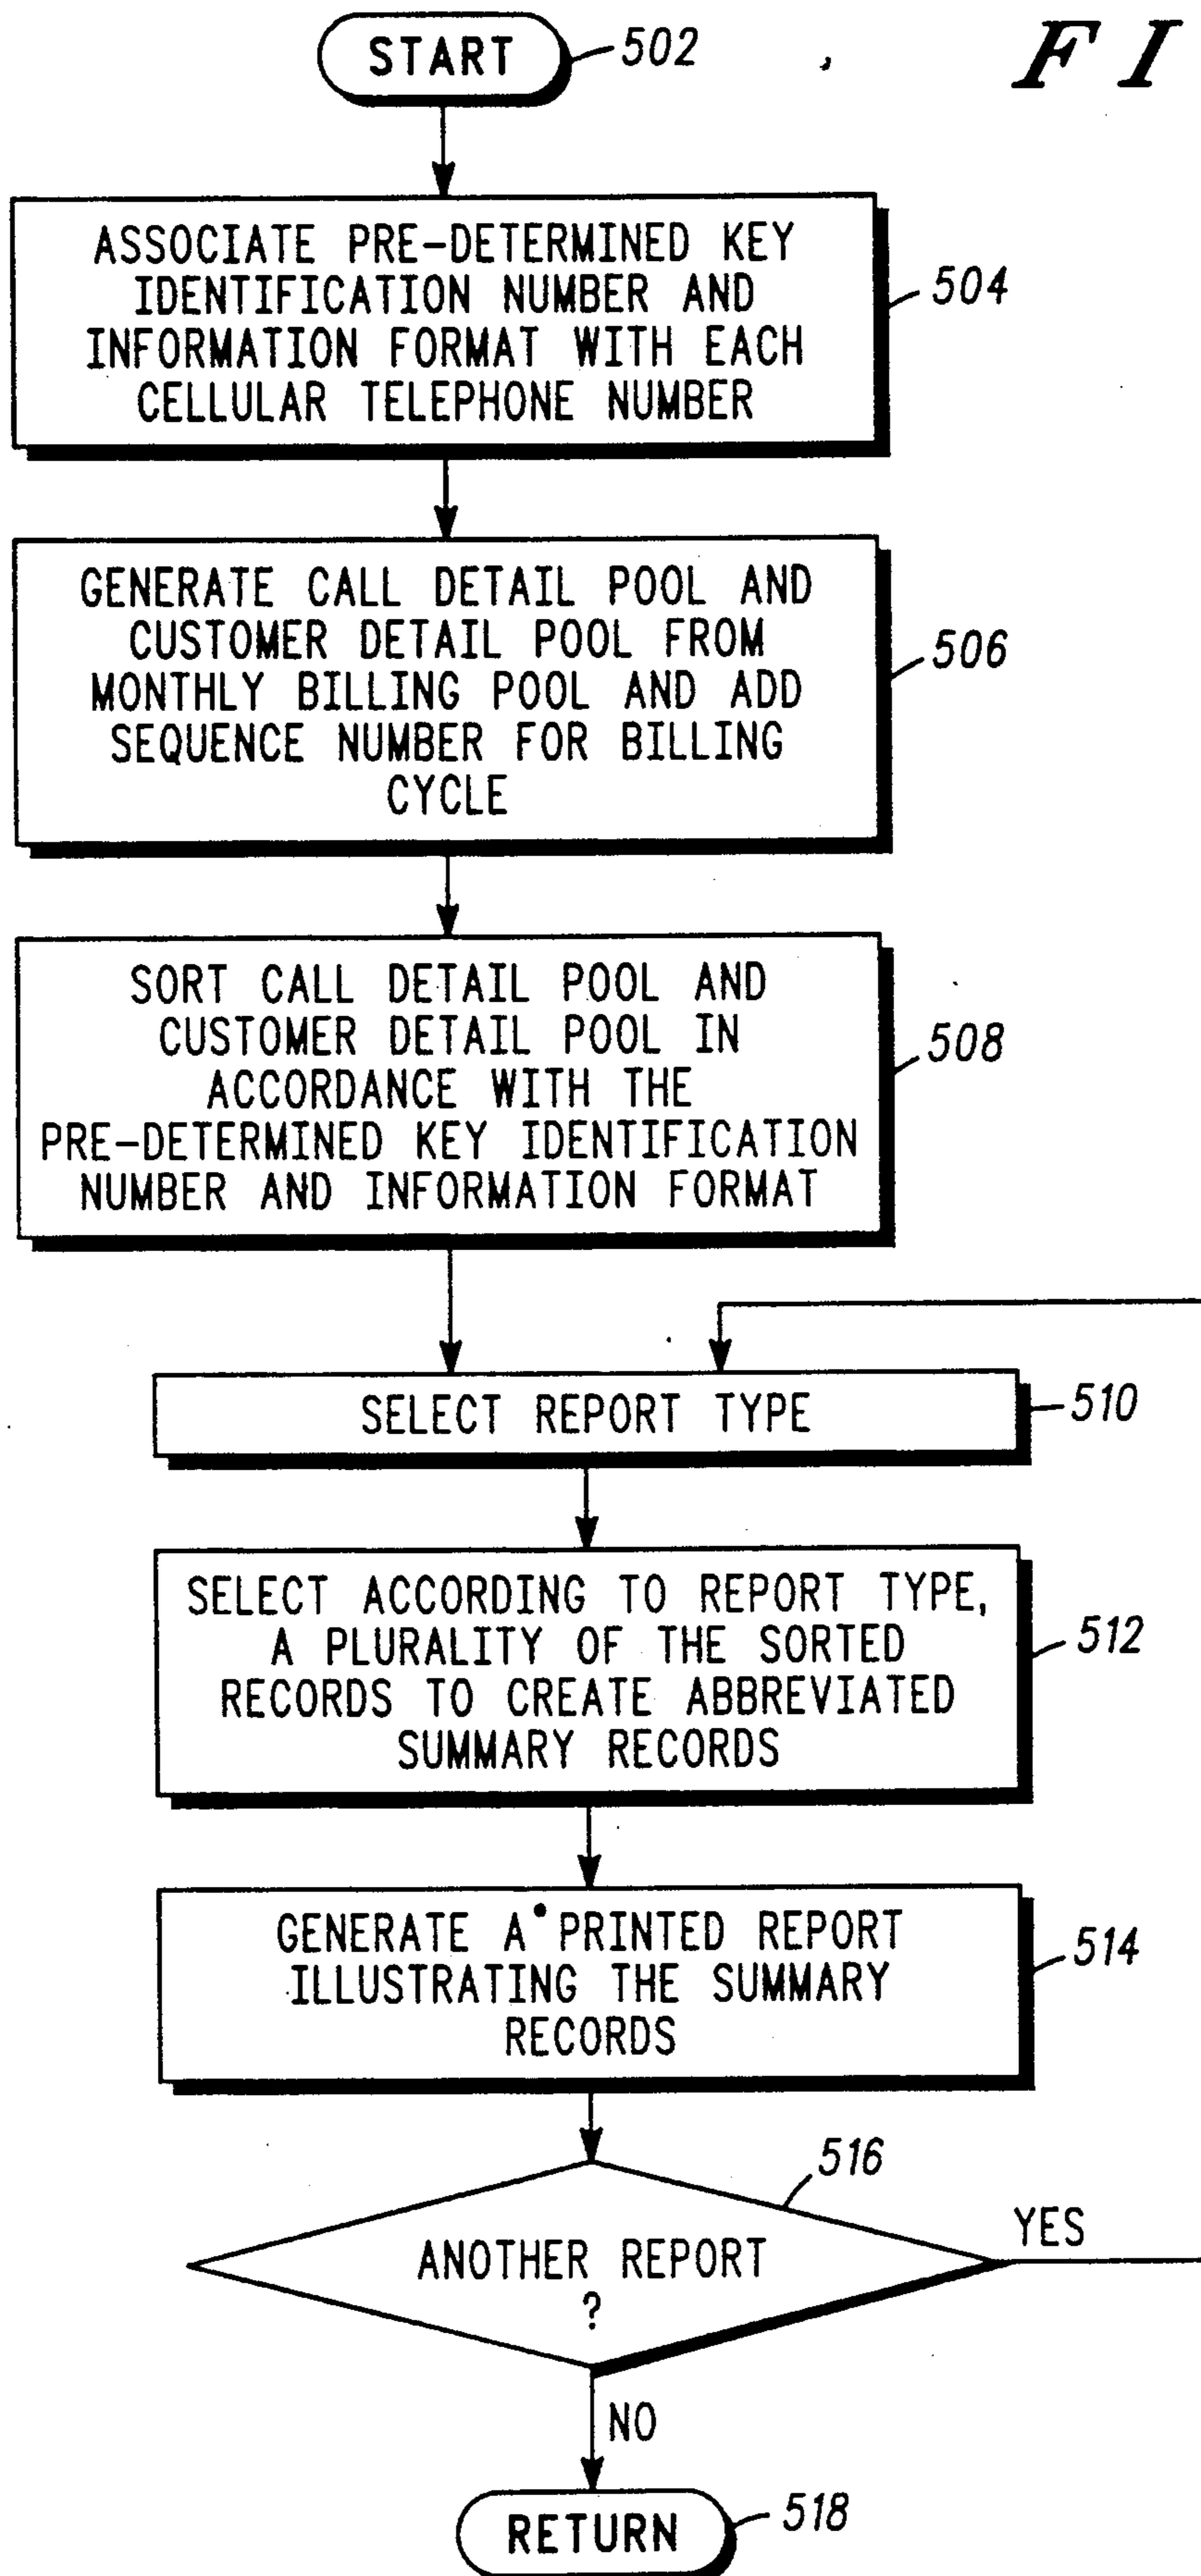 F I
START
502
ASSOCIATE PRE-DETERMINED KEY
IDENTIFICATION NUMBER AND
INFORMATION FORMAT WITH EACH
CELLULAR TELEPHONE NUMBER
504
GENERATE CALL DETAIL POOL AND
CUSTOMER DETAIL POOL FROM
MONTHLY BILLING POOL AND ADD
SEQUENCE NUMBER FOR BILLING
CYCLE
506
SORT CALL DETAIL POOL AND
CUSTOMER DETAIL POOL IN
ACCORDANCE WITH THE
PRE-DETERMINED KEY IDENTIFICATION
NUMBER AND INFORMATION FORMAT
508
SELECT REPORT TYPE
510
SELECT ACCORDING TO REPORT TYPE,
A PLURALITY OF THE SORTED
RECORDS TO CREATE ABBREVIATED
SUMMARY RECORDS
512
GENERATE A PRINTED REPORT
ILLUSTRATING THE SUMMARY
RECORDS
514
516
ANOTHER REPORT
?
YES
NO
RETURN
518